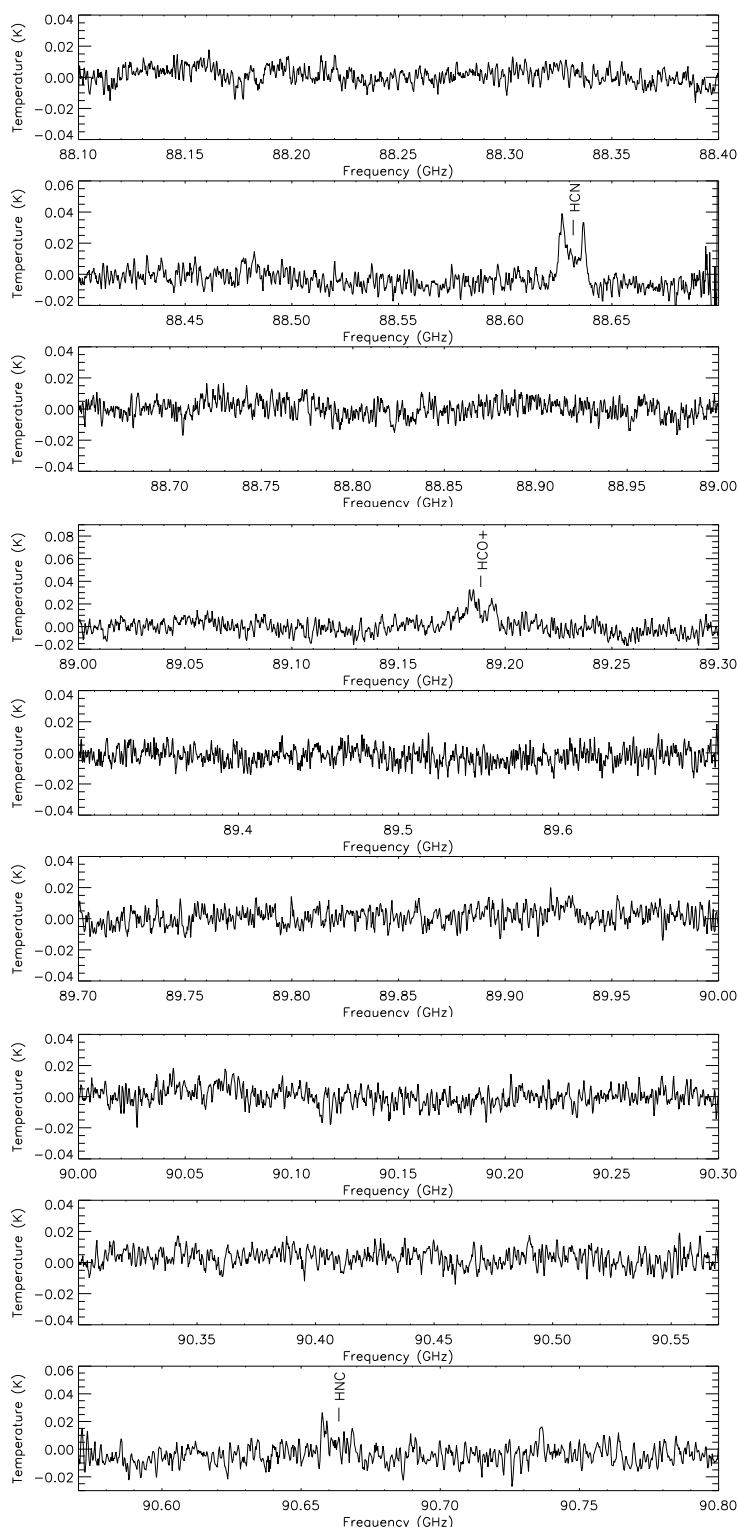 0.04
0.02
0.00
−0.02
−0.04
Temperature (K)
88.10 88.15 88.20 88.25 88.30 88.35 88.40
Frequency (GHz)
0.06
0.04
0.02
0.00
−0.02
Temperature (K)
HCN
88.45 88.50 88.55 88.60 88.65
Frequency (GHz)
0.04
0.02
0.00
−0.02
−0.04
Temperature (K)
88.70 88.75 88.80 88.85 88.90 88.95 89.00
Frequency (GHz)
0.08
0.06
0.04
0.02
0.00
−0.02
Temperature (K)
HCO+
89.00 89.05 89.10 89.15 89.20 89.25 89.30
Frequency (GHz)
0.04
0.02
0.00
−0.02
−0.04
Temperature (K)
89.4 89.5 89.6
Frequency (GHz)
0.04
0.02
0.00
−0.02
−0.04
Temperature (K)
89.70 89.75 89.80 89.85 89.90 89.95 90.00
Frequency (GHz)
0.04
0.02
0.00
−0.02
−0.04
Temperature (K)
90.00 90.05 90.10 90.15 90.20 90.25 90.30
Frequency (GHz)
0.04
0.02
0.00
−0.02
−0.04
Temperature (K)
90.35 90.40 90.45 90.50 90.55
Frequency (GHz)
0.06
0.04
0.02
0.00
−0.02
Temperature (K)
HNC
90.60 90.65 90.70 90.75 90.80
Frequency (GHz)